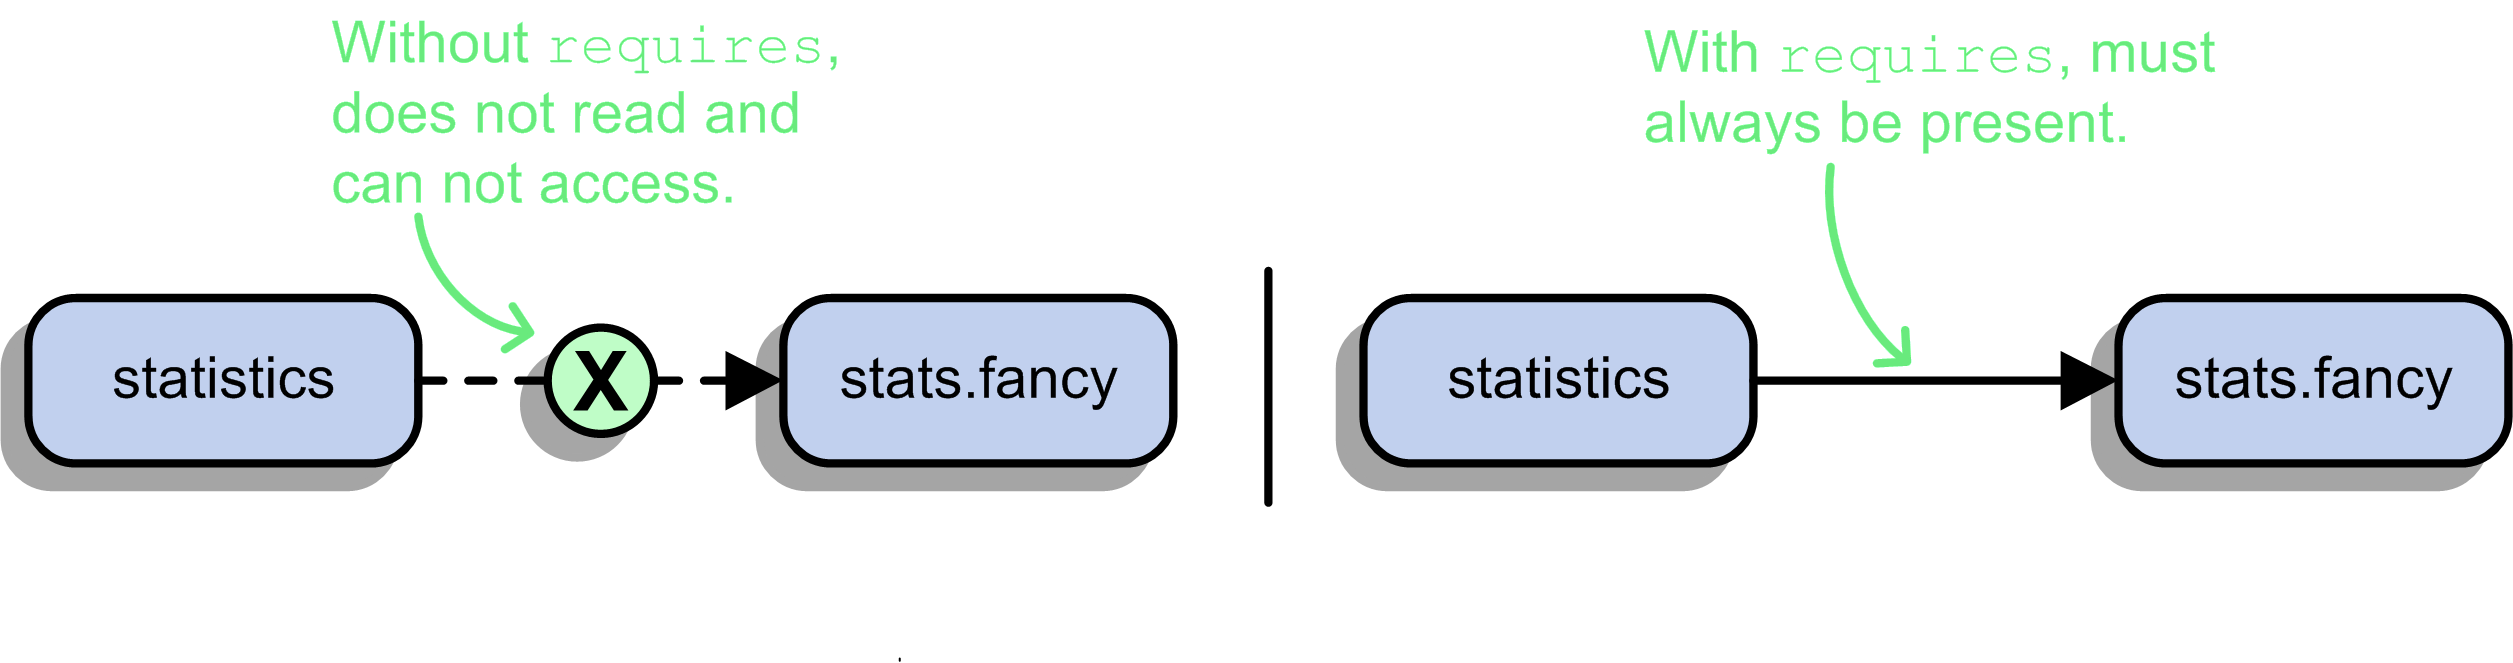 Without requires,
does not read and
can not access.
With requires, must
always be present.
statistics
X
stats.fancy
statistics
stats.fancy